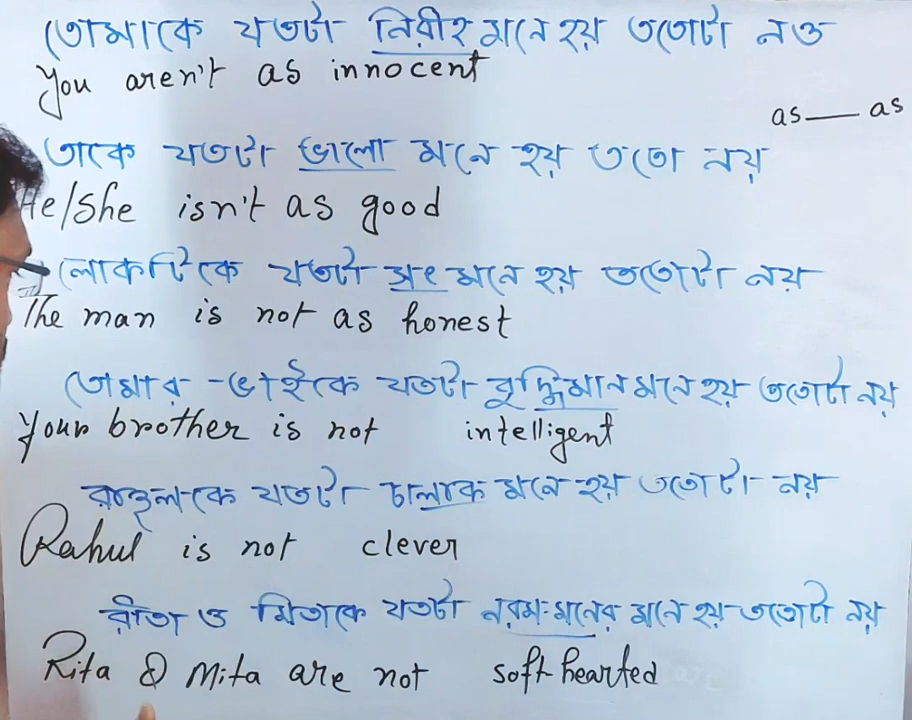 তোমাকে যতটা নিরীহ মনে হয় ততোটা নও
You aren't as innocent
as — as
তাকে যতটা ভালো মনে হয় ততো নয়
He/She isn't as good
লোকটিকে যতটা সৎ মনে হয় ততোটা নয়
The man is not as honest
তোমার ভাইকে যতটা বুদ্ধিমান মনে হয় ততোটা নয়
Your brother is not intelligent
রাহুলকে যতটা চালাক মনে হয় ততোটা নয়
Rahul is not clever
রীতা ও মিতাকে যতটা নরম মনের মনে হয় ততোটা নয়
Rita & Mita are not soft hearted